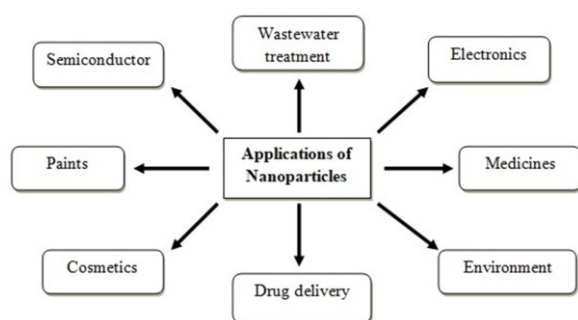 Wastewater
treatment
Semiconductor
Electronics
Paints
Applications of
Nanoparticles
Medicines
Cosmetics
Drug delivery
Environment